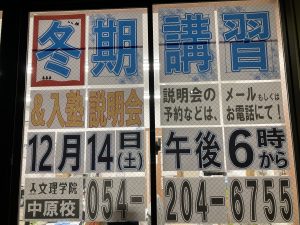 冬期講習
&入塾説明会
説明会の
予約などは、
メールもしくは
お電話にて!
12月14日(土)
午後6時から
文理学院
中原校
054-204-6755